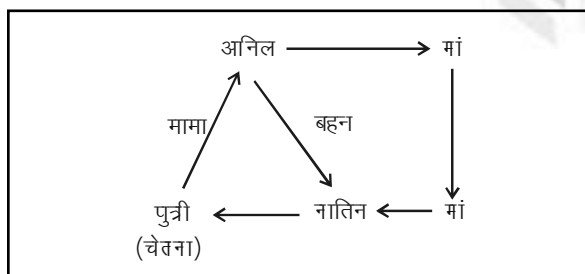 अनिल मां
मामा बहन
पुत्री नातिन मां
(चेतना)